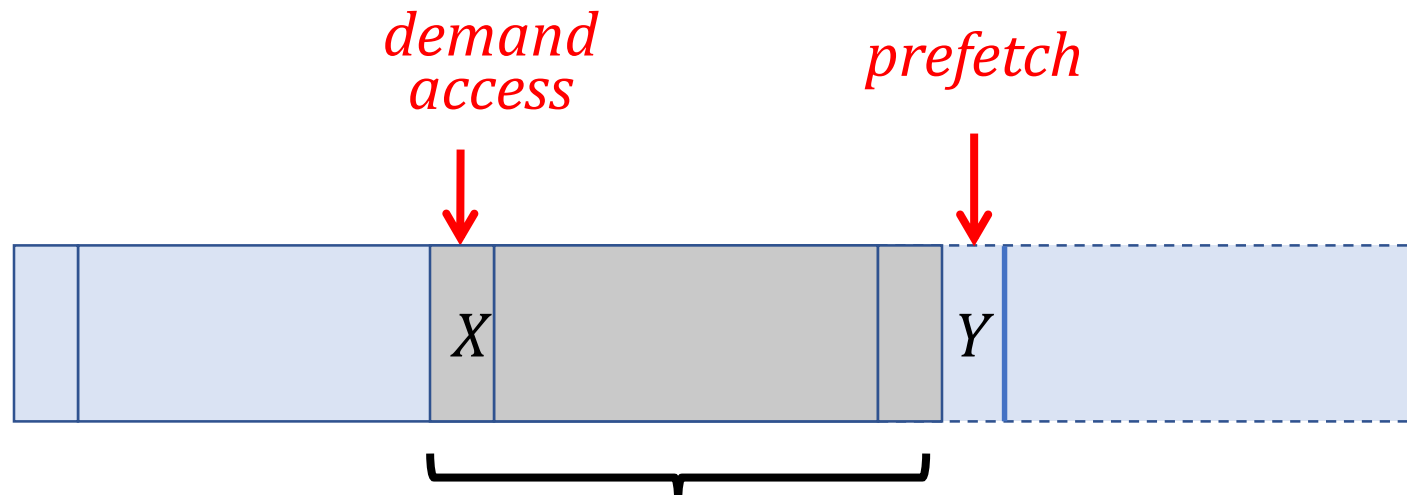 demand
access
prefetch
X
Y